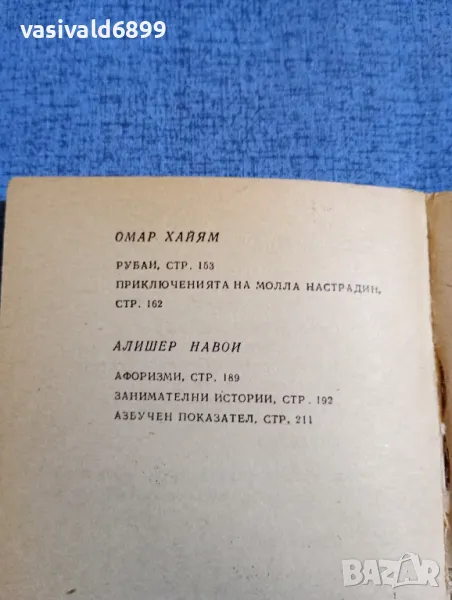 vasivald6899
ОМАР ХАЙЯМ
РУБАИ, СТР. 153
ПРИКЛЮЧЕНИЯТА НА МОЛЛА НАСТРАДИН,
СТР. 162
АЛИШЕР НАВОИ
АФОРИЗМИ, СТР. 189
ЗАНИМАТЕЛНИ ИСТОРИИ, СТР. 192
АЗБУЧЕН ПОКАЗАТЕЛ, СТР. 211
BAZAR